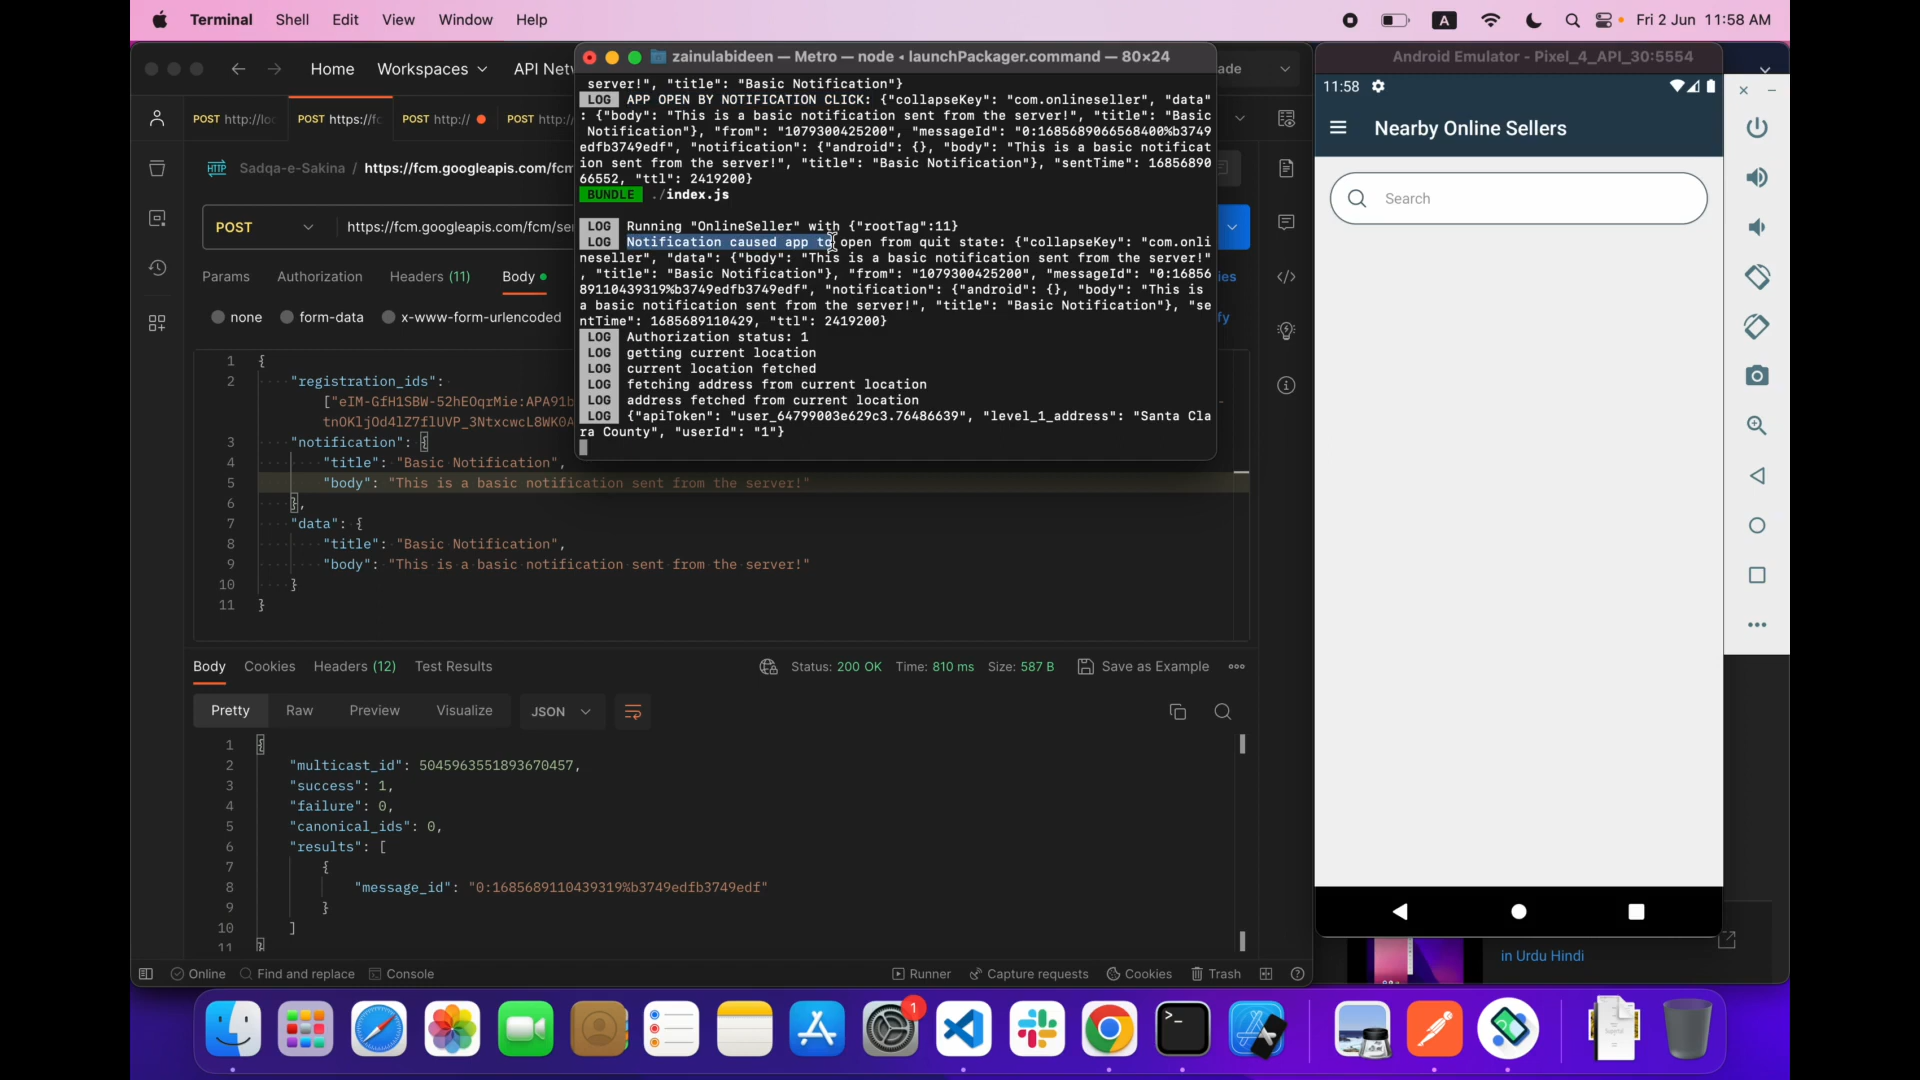 Terminal Shell Edit View Window Help
A Fri 2 Jun 11:58 AM
zainulabideen — Metro — node ◂ launchPackager.command — 80×24
Home Workspaces API Net
ade
server!", "title": "Basic Notification"}
LOG APP OPEN BY NOTIFICATION CLICK: {"collapseKey": "com.onlineseller", "data"
: {"body": "This is a basic notification sent from the server!", "title": "Basic
Notification"}, "from": "1079300425200", "messageId": "0:1685689066568400%b3749
edfb3749edf", "notification": {"android": {}, "body": "This is a basic notificat
ion sent from the server!", "title": "Basic Notification"}, "sentTime": 16856890
66552, "ttl": 2419200}
BUNDLE ./index.js
LOG Running "OnlineSeller" with {"rootTag":11}
LOG Notification caused app to open from quit state: {"collapseKey": "com.onli
neseller", "data": {"body": "This is a basic notification sent from the server!"
, "title": "Basic Notification"}, "from": "1079300425200", "messageId": "0:16856
89110439319%b3749edfb3749edf", "notification": {"android": {}, "body": "This is
a basic notification sent from the server!", "title": "Basic Notification"}, "se
ntTime": 1685689110429, "ttl": 2419200}
LOG Authorization status: 1
LOG getting current location
LOG current location fetched
LOG fetching address from current location
LOG address fetched from current location
LOG {"apiToken": "user_64799003e629c3.76486639", "level_1_address": "Santa Cla
ra County", "userId": "1"}
POST http://loc POST https://fc POST http:// POST http:/
HTTP Sadqa-e-Sakina / https://fcm.googleapis.com/fcm
POST https://fcm.googleapis.com/fcm/se
Params Authorization Headers (11) Body
ies
none form-data x-www-form-urlencoded
fy
1 {
2 "registration_ids":
["eIM-GfH1SBW-52hEOqrMie:APA91b
tnOKljOd4lZ7flUVP_3NtxcwcL8WK0A
3 "notification": {
4 "title": "Basic Notification",
5 "body": "This is a basic notification sent from the server!"
6 },
7 "data": {
8 "title": "Basic Notification",
9 "body": "This is a basic notification sent from the server!"
10 }
11 }
Body Cookies Headers (12) Test Results Status: 200 OK Time: 810 ms Size: 587 B Save as Example
Pretty Raw Preview Visualize JSON
1 {
2 "multicast_id": 5045963551893670457,
3 "success": 1,
4 "failure": 0,
5 "canonical_ids": 0,
6 "results": [
7 {
8 "message_id": "0:1685689110439319%b3749edfb3749edf"
9 }
10 ]
11 }
Online Find and replace Console Runner Capture requests Cookies Trash
Android Emulator - Pixel_4_API_30:5554
11:58
Nearby Online Sellers
Search
in Urdu Hindi
1